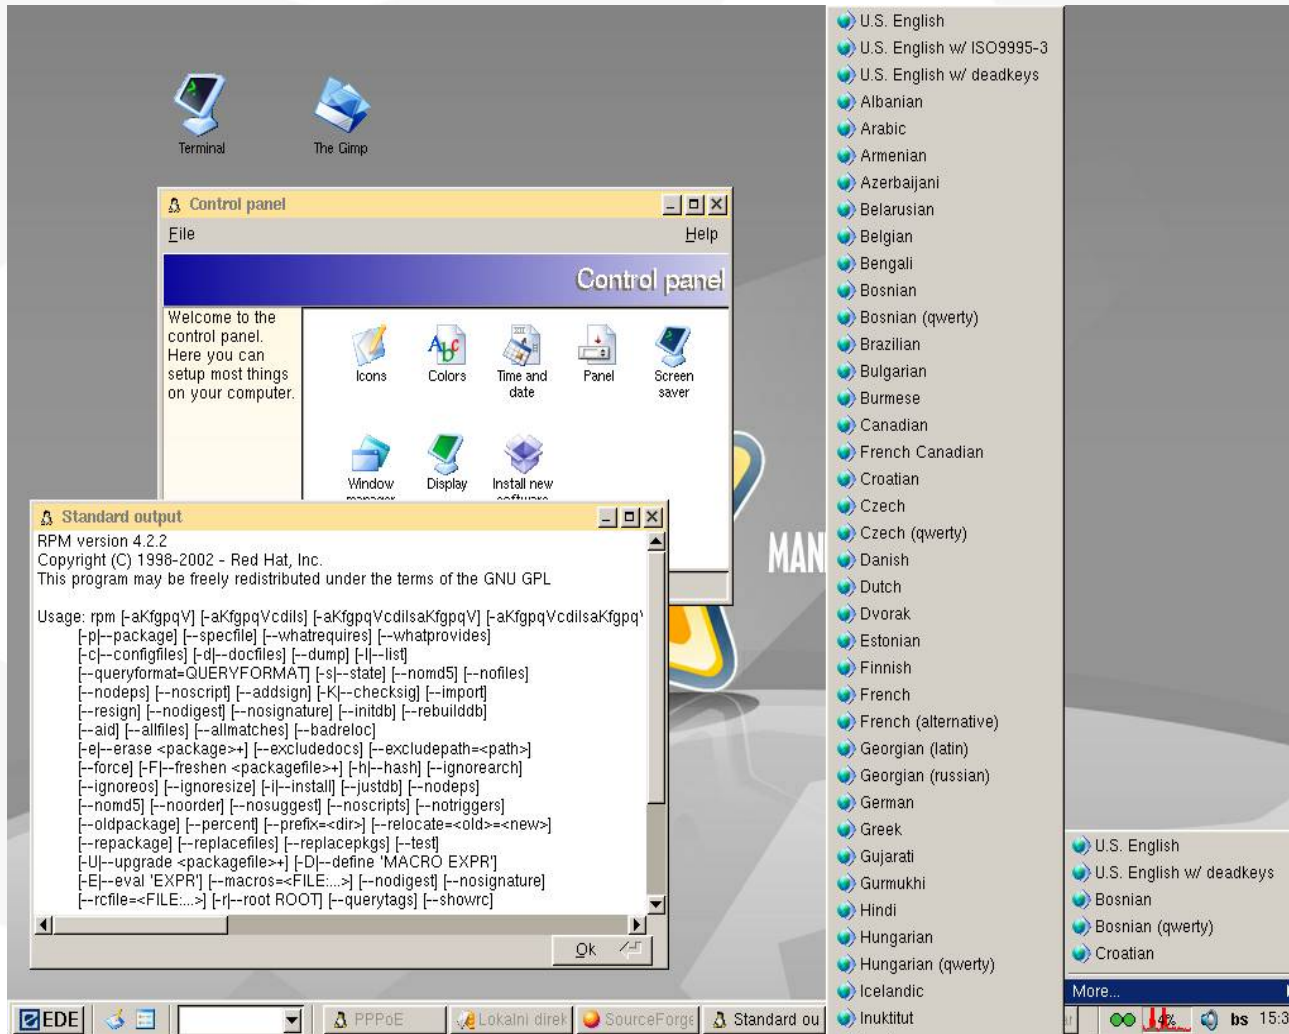 Terminal
The Gimp
Control panel
File
Help
Control panel
Welcome to the
control panel.
Here you can
setup most things
on your computer.
Icons
Colors
Time and
date
Panel
Screen
saver
Window
manager
Display
Install new
software
Standard output
RPM version 4.2.2
Copyright (C) 1998-2002 - Red Hat, Inc.
This program may be freely redistributed under the terms of the GNU GPL
Usage: rpm [-aKfgpqV] [-aKfgpqVcdils] [-aKfgpqVcdilsaKfgpqV] [-aKfgpqVcdilsaKfgpq
[-p|--package] [--specfile] [--whatrequires] [--whatprovides]
[-c|--configfiles] [-d|--docfiles] [--dump] [-l|--list]
[--queryformat=QUERYFORMAT] [-s|--state] [--nomd5] [--nofiles]
[--nodeps] [--noscript] [--addsign] [-K|--checksig] [--import]
[--resign] [--nodigest] [--nosignature] [--initdb] [--rebuilddb]
[--aid] [--allfiles] [--allmatches] [--badreloc]
[-e|--erase <package>+] [--excludedocs] [--excludepath=<path>]
[--force] [-F|--freshen <packagefile>+] [-h|--hash] [--ignorearch]
[--ignoreos] [--ignoresize] [-i|--install] [--justdb] [--nodeps]
[--nomd5] [--noorder] [--nosuggest] [--noscripts] [--notriggers]
[--oldpackage] [--percent] [--prefix=<dir>] [--relocate=<old>=<new>]
[--repackage] [--replacefiles] [--replacepkgs] [--test]
[-U|--upgrade <packagefile>+] [-D|--define 'MACRO EXPR']
[-E|--eval 'EXPR'] [--macros=<FILE:...>] [--nodigest] [--nosignature]
[--rcfile=<FILE:...>] [-r|--root ROOT] [--querytags] [--showrc]
Ok
MAN
U.S. English
U.S. English w/ ISO9995-3
U.S. English w/ deadkeys
Albanian
Arabic
Armenian
Azerbaijani
Belarusian
Belgian
Bengali
Bosnian
Bosnian (qwerty)
Brazilian
Bulgarian
Burmese
Canadian
French Canadian
Croatian
Czech
Czech (qwerty)
Danish
Dutch
Dvorak
Estonian
Finnish
French
French (alternative)
Georgian (latin)
Georgian (russian)
German
Greek
Gujarati
Gurmukhi
Hindi
Hungarian
Hungarian (qwerty)
Icelandic
Inuktitut
U.S. English
U.S. English w/ deadkeys
Bosnian
Bosnian (qwerty)
Croatian
More...
EDE
PPPoE
Lokalni direk
SourceForge
Standard ou
4%
bs
15:3